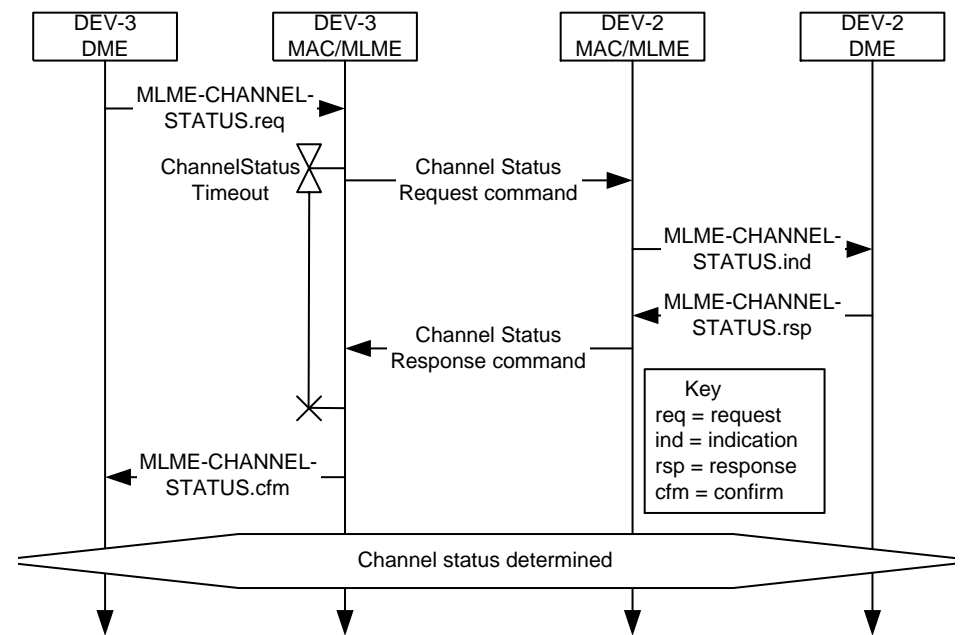 DEV-3
DME
DEV-3
MAC/MLME
DEV-2
MAC/MLME
DEV-2
DME
MLME-CHANNEL-
STATUS.req
ChannelStatus
Timeout
Channel Status
Request command
MLME-CHANNEL-
STATUS.ind
MLME-CHANNEL-
STATUS.rsp
Channel Status
Response command
Key
req = request
ind = indication
rsp = response
cfm = confirm
MLME-CHANNEL-
STATUS.cfm
Channel status determined